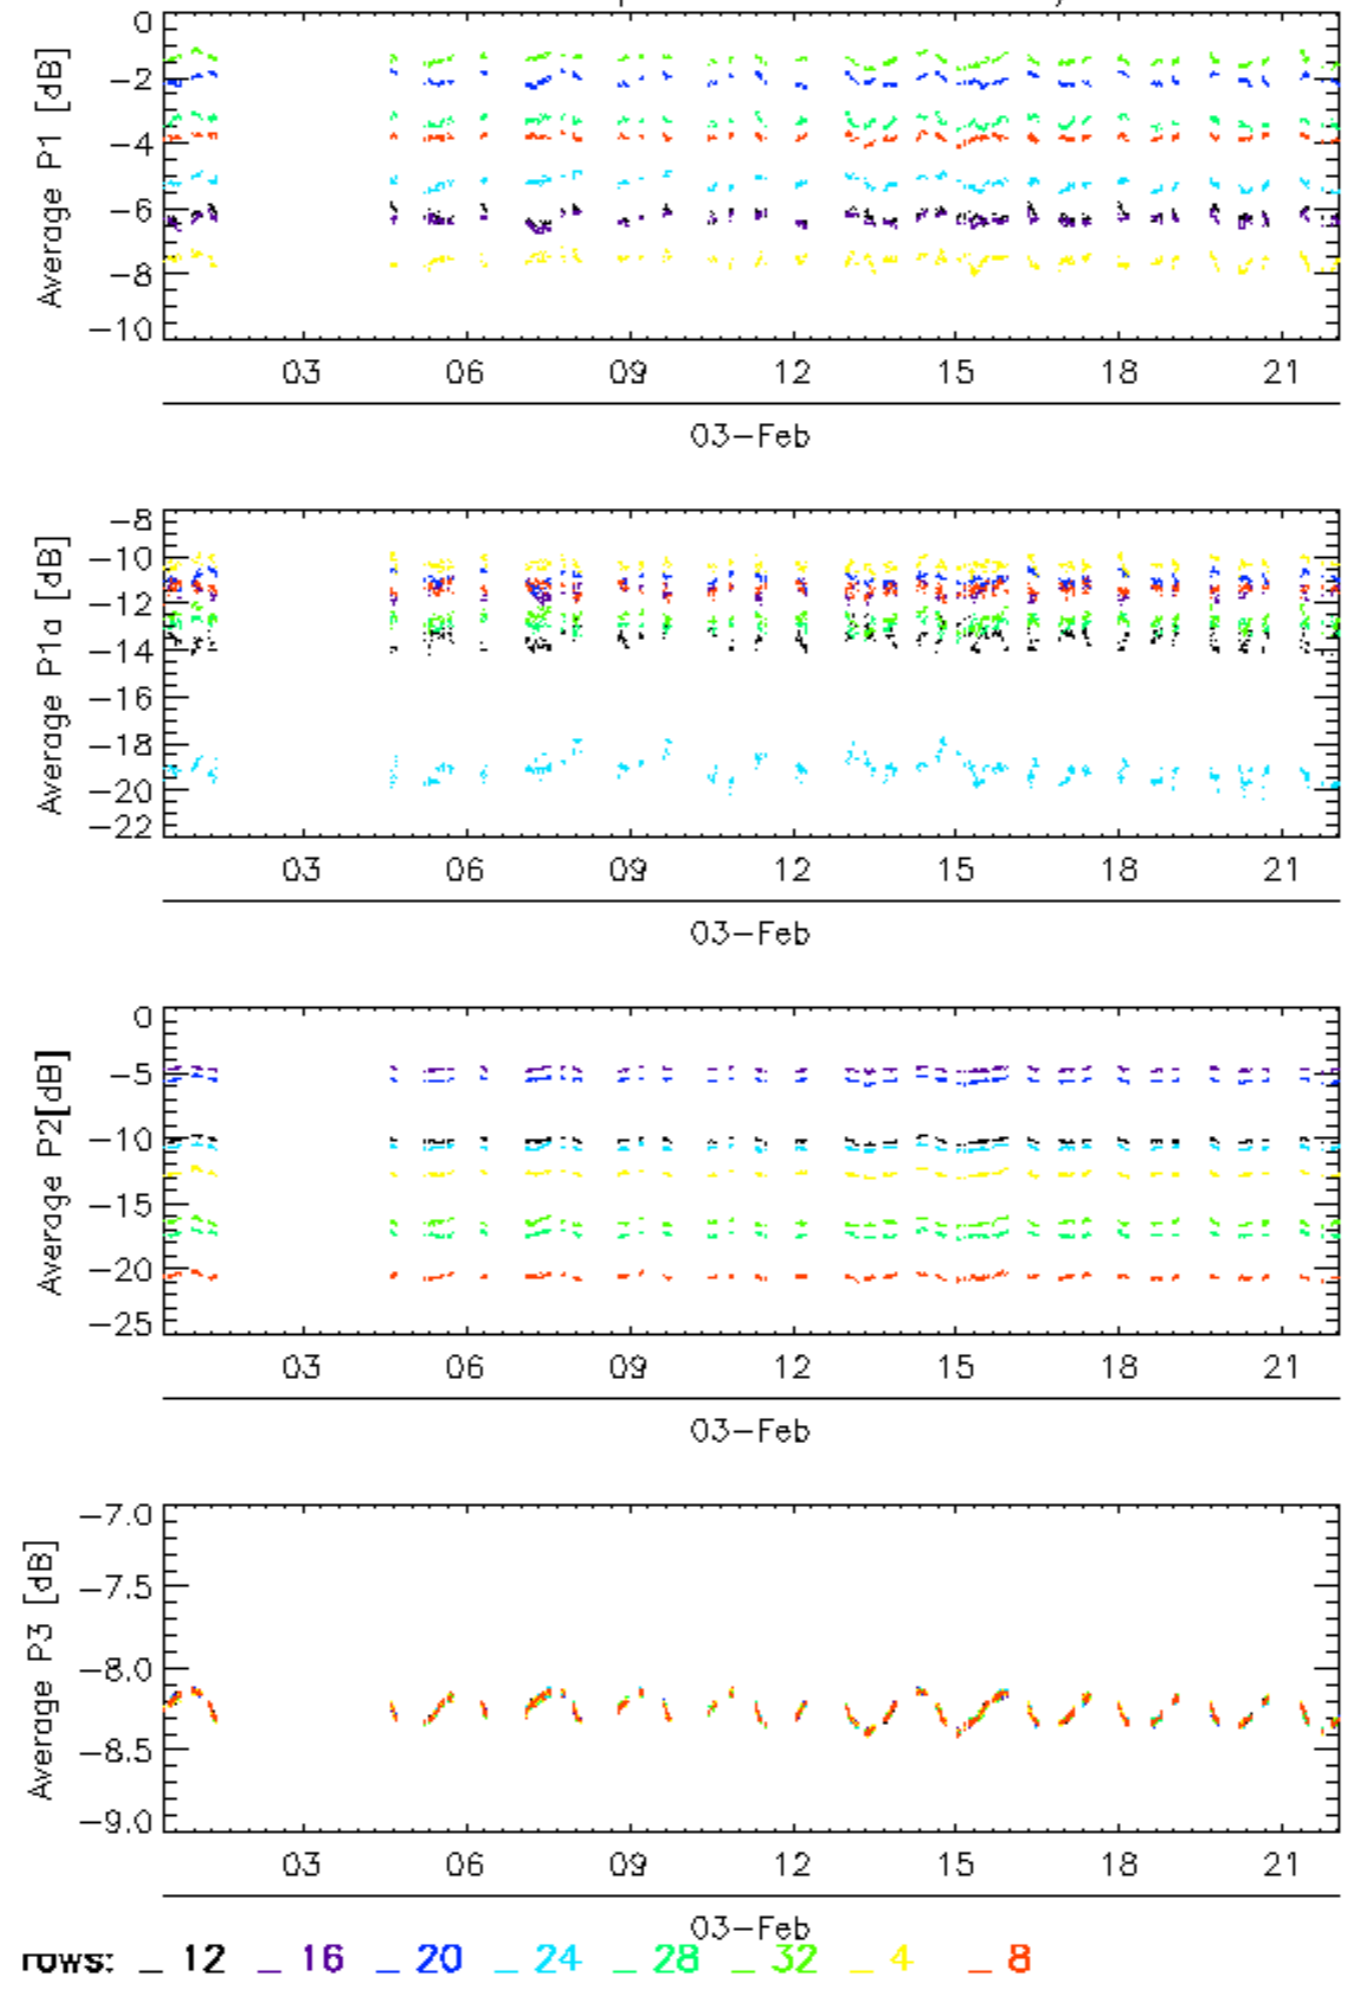 0
−2
−4
−6
−8
−10
Average P1 [dB]
03 06 09 12 15 18 21
03−Feb
−8
−10
−12
−14
−16
−18
−20
−22
Average P1a [dB]
03 06 09 12 15 18 21
03−Feb
0
−5
−10
−15
−20
−25
Average P2[dB]
03 06 09 12 15 18 21
03−Feb
−7.0
−7.5
−8.0
−8.5
−9.0
Average P3 [dB]
03 06 09 12 15 18 21
03−Feb
rows: _ 12 _ 16 _ 20 _ 24 _ 28 _ 32 _ 4 _ 8